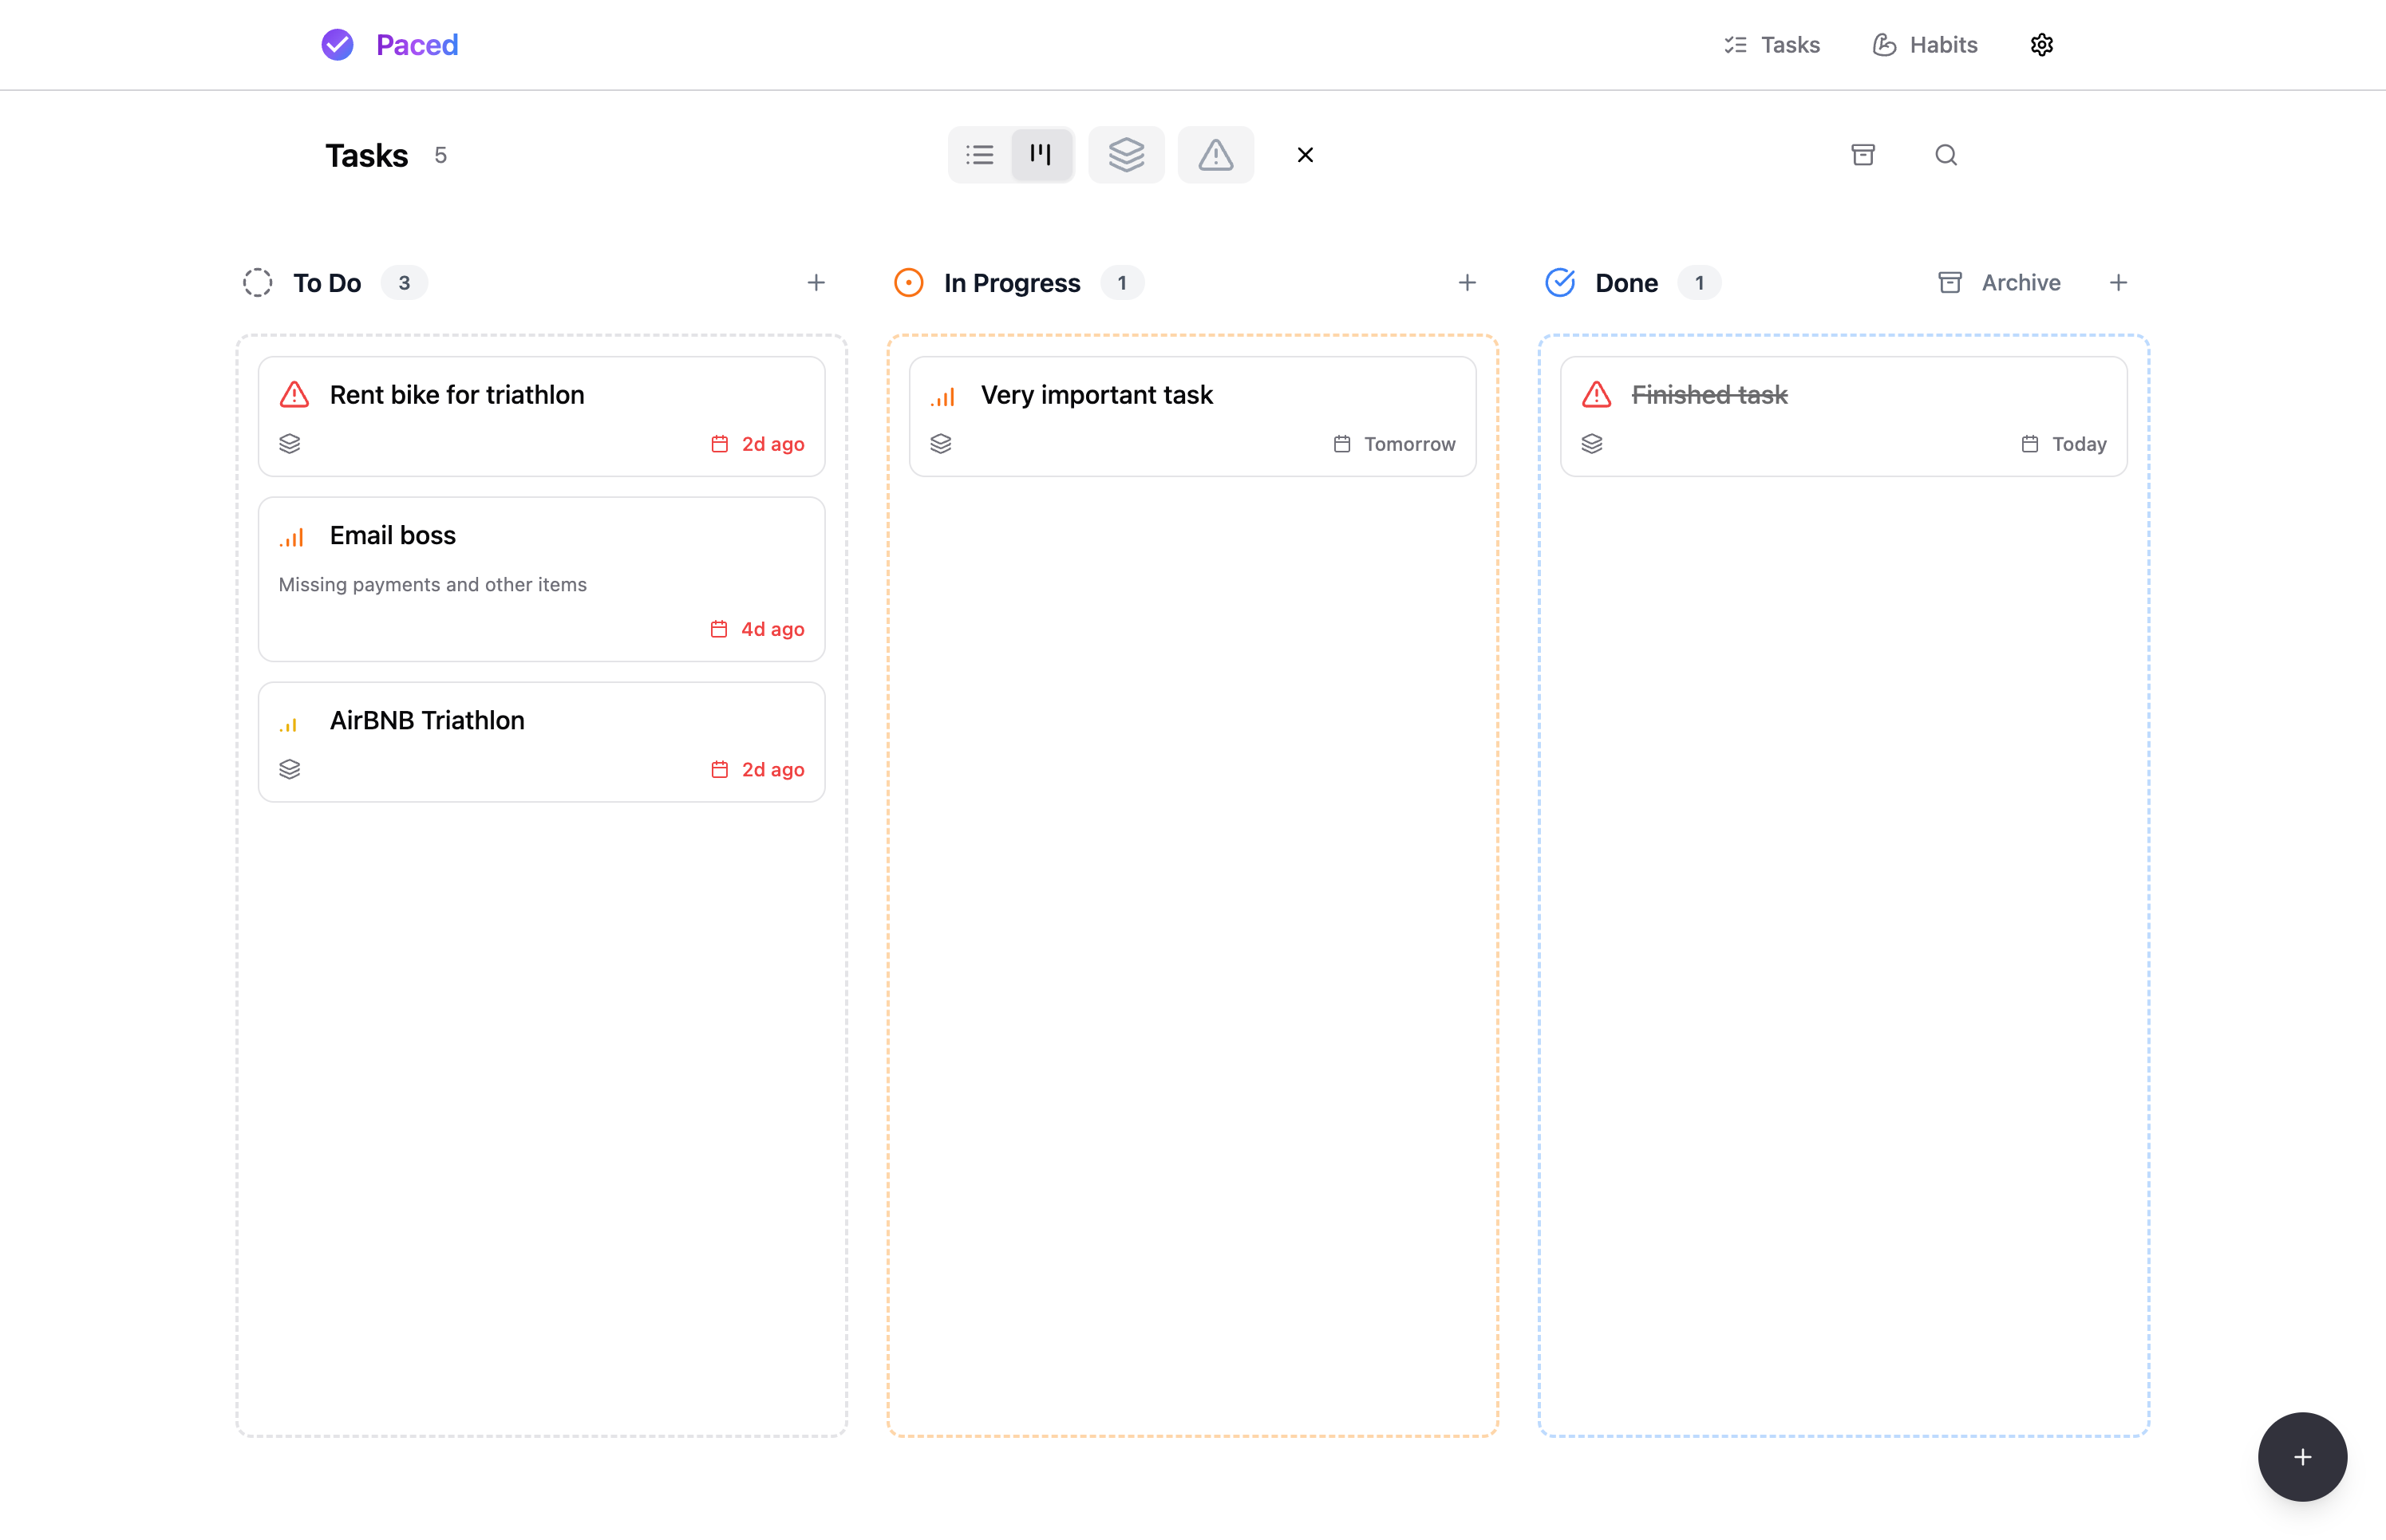 Paced
Tasks
Habits
Tasks 5
To Do 3
In Progress 1
Done 1
Archive
Rent bike for triathlon
2d ago
Email boss
Missing payments and other items
4d ago
AirBNB Triathlon
2d ago
Very important task
Tomorrow
Finished task
Today